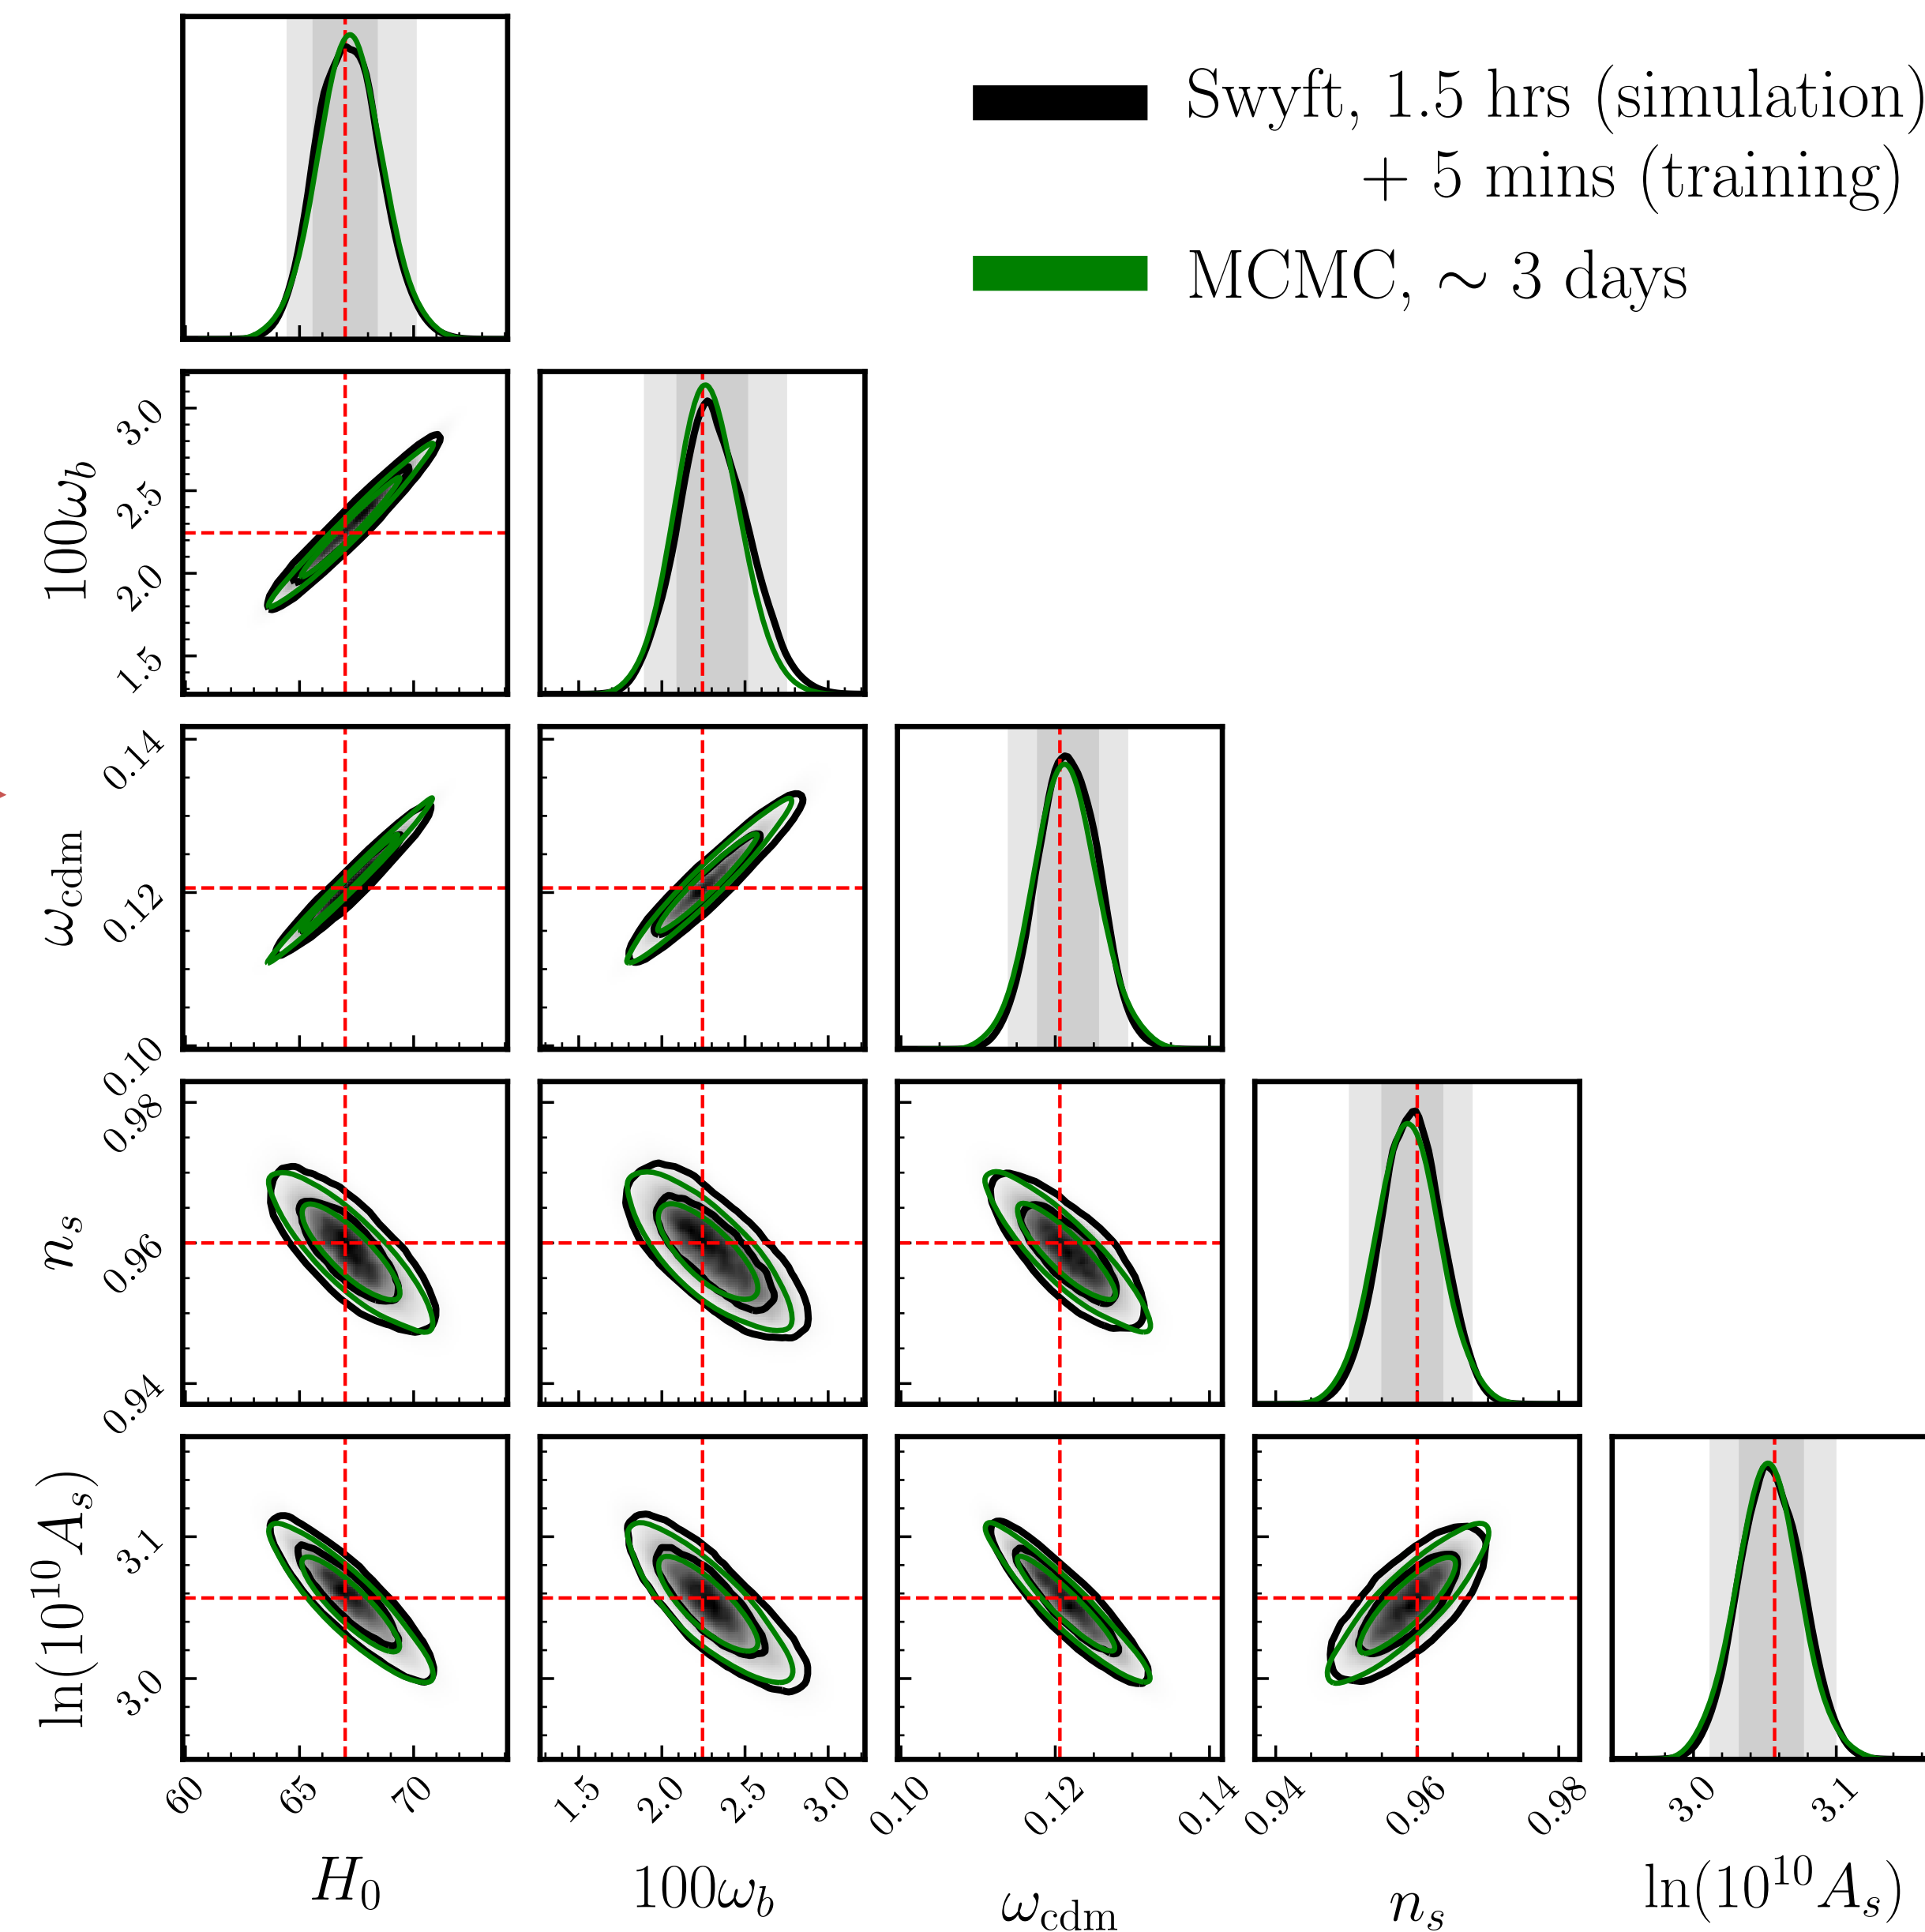 Swyft, 1.5 hrs (simulation)
+ 5 mins (training)
MCMC, ∼ 3 days
100ω_b
3.0
2.5
2.0
1.5
ω_cdm
0.14
0.12
0.10
n_s
0.98
0.96
0.94
ln(10^10 A_s)
3.1
3.0
60 65 70 1.5 2.0 2.5 3.0 0.10 0.12 0.14 0.94 0.96 0.98 3.0 3.1
H_0 100ω_b ω_cdm n_s ln(10^10 A_s)